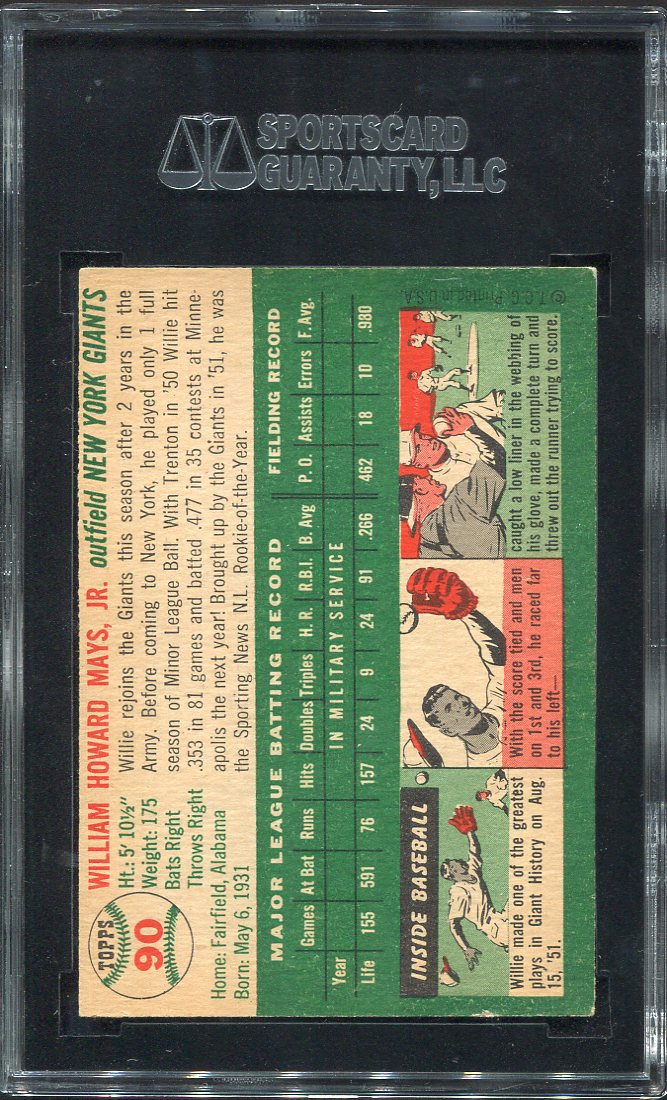 SPORTSCARD
GUARANTY, LLC
TOPPS
90
WILLIAM HOWARD MAYS, JR. outfield NEW YORK GIANTS
Ht. 5' 10½"
Weight: 175
Bats Right
Throws Right
Home: Fairfield, Alabama
Born: May 6, 1931
Willie rejoins the Giants this season after 2 years in the
Army. Before coming to New York, he played only 1 full
season of Minor League Ball. With Trenton in '50 Willie hit
.353 in 81 games and batted .477 in 35 contests at Minne-
apolis the next year! Brought up by the Giants in '51, he was
the Sporting News N.L. Rookie-of-the-Year.
MAJOR LEAGUE BATTING RECORD FIELDING RECORD
Games At Bat Runs Hits Doubles Triples H. R. R.B.I. B. Avg P. O. Assists Errors F. Avg.
Year IN MILITARY SERVICE
Life 155 591 76 157 24 9 24 91 .266 462 18 10 .980
INSIDE BASEBALL
Willie made one of the greatest
plays in Giant History on Aug.
15, '51.
With the score tied and men
on 1st and 3rd, he raced far
to his left—
caught a low liner in the webbing of
his glove, made a complete turn and
threw out the runner trying to score.
© T.C.G. Printed in U.S.A.